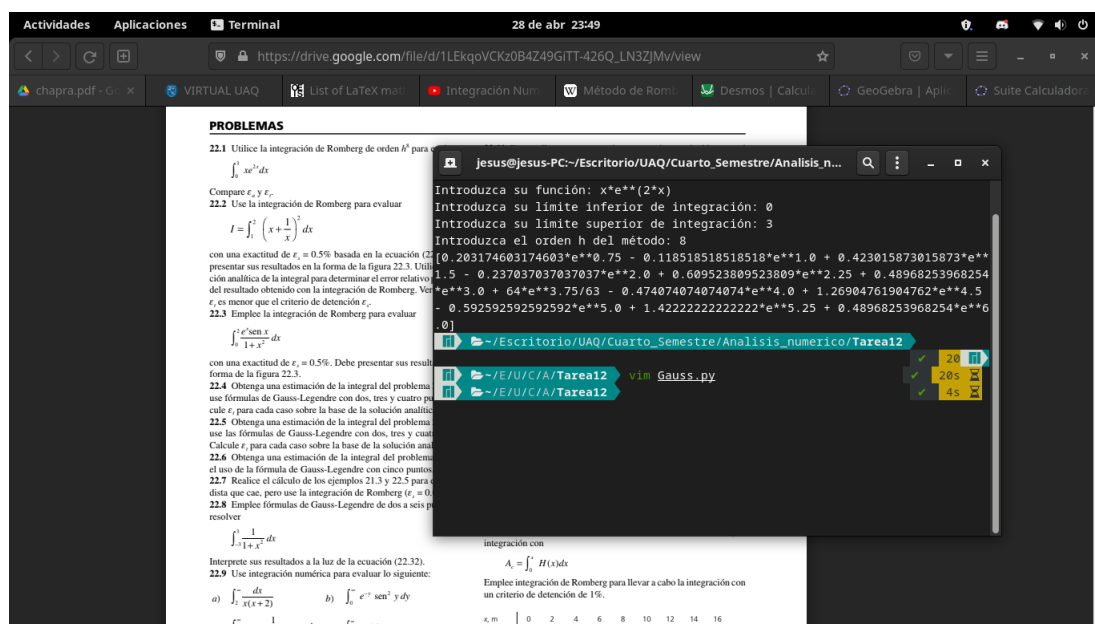 Actividades Aplicaciones Terminal 28 de abr 23:49
https://drive.google.com/file/d/1LEkqoVCKz0B4Z49GiTT-426Q_LN3ZJMv/view
chapra.pdf - G VIRTUAL UAQ List of LaTeX mat Integración Num Método de Romb Desmos | Calcula GeoGebra | Aplic Suite Calculadora
PROBLEMAS
22.1 Utilice la integración de Romberg de orden h⁸ para
∫₀³ xe²ˣ dx
Compare εₐ y εₜ.
22.2 Use la integración de Romberg para evaluar
I = ∫₁² (x + 1/x)² dx
con una exactitud de εₛ = 0.5% basada en la ecuación (22
presentar sus resultados en la forma de la figura 22.3. Utili
ción analítica de la integral para determinar el error relativo
del resultado obtenido con la integración de Romberg. Ver
εₜ es menor que el criterio de detención εₛ.
22.3 Emplee la integración de Romberg para evaluar
∫₀² eˣ sen x / 1 + x² dx
con una exactitud de εₛ = 0.5%. Debe presentar sus result
forma de la figura 22.3.
22.4 Obtenga una estimación de la integral del problema
use fórmulas de Gauss-Legendre con dos, tres y cuatro pu
cule εₜ para cada caso sobre la base de la solución analític
22.5 Obtenga una estimación de la integral del problema
use las fórmulas de Gauss-Legendre con dos, tres y cuat
Calcule εₜ para cada caso sobre la base de la solución anal
22.6 Obtenga una estimación de la integral del problema
el uso de la fórmula de Gauss-Legendre con cinco puntos
22.7 Realice el cálculo de los ejemplos 21.3 y 22.5 para
dista que cae, pero use la integración de Romberg (εₛ = 0.
22.8 Emplee fórmulas de Gauss-Legendre de dos a seis p
resolver
∫₋₃³ 1 / 1 + x² dx
Interprete sus resultados a la luz de la ecuación (22.32).
22.9 Use integración numérica para evaluar lo siguiente:
a) ∫₂^∞ dx / x(x + 2) b) ∫₀^∞ e⁻ʸ sen² y dy
jesus@jesus-PC:~/Escritorio/UAQ/Cuarto_Semestre/Analisis_n...
Introduzca su función: x*e**(2*x)
Introduzca su límite inferior de integración: 0
Introduzca su límite superior de integración: 3
Introduzca el orden h del método: 8
[0.203174603174603*e**0.75 - 0.118518518518518*e**1.0 + 0.423015873015873*e**
1.5 - 0.237037037037037*e**2.0 + 0.609523809523809*e**2.25 + 0.48968253968254
*e**3.0 + 64*e**3.75/63 - 0.474074074074074*e**4.0 + 1.26904761904762*e**4.5
- 0.592592592592592*e**5.0 + 1.42222222222222*e**5.25 + 0.48968253968254*e**6
.0]
~/Escritorio/UAQ/Cuarto_Semestre/Analisis_numerico/Tarea12
✓ 20
~/E/U/C/A/Tarea12 vim Gauss.py ✓ 20s
~/E/U/C/A/Tarea12 ✓ 4s
integración con
H(x)dx
Emplee integración de Romberg para llevar a cabo la integración con
un criterio de detención de 1%.
x, m 0 2 4 6 8 10 12 14 16